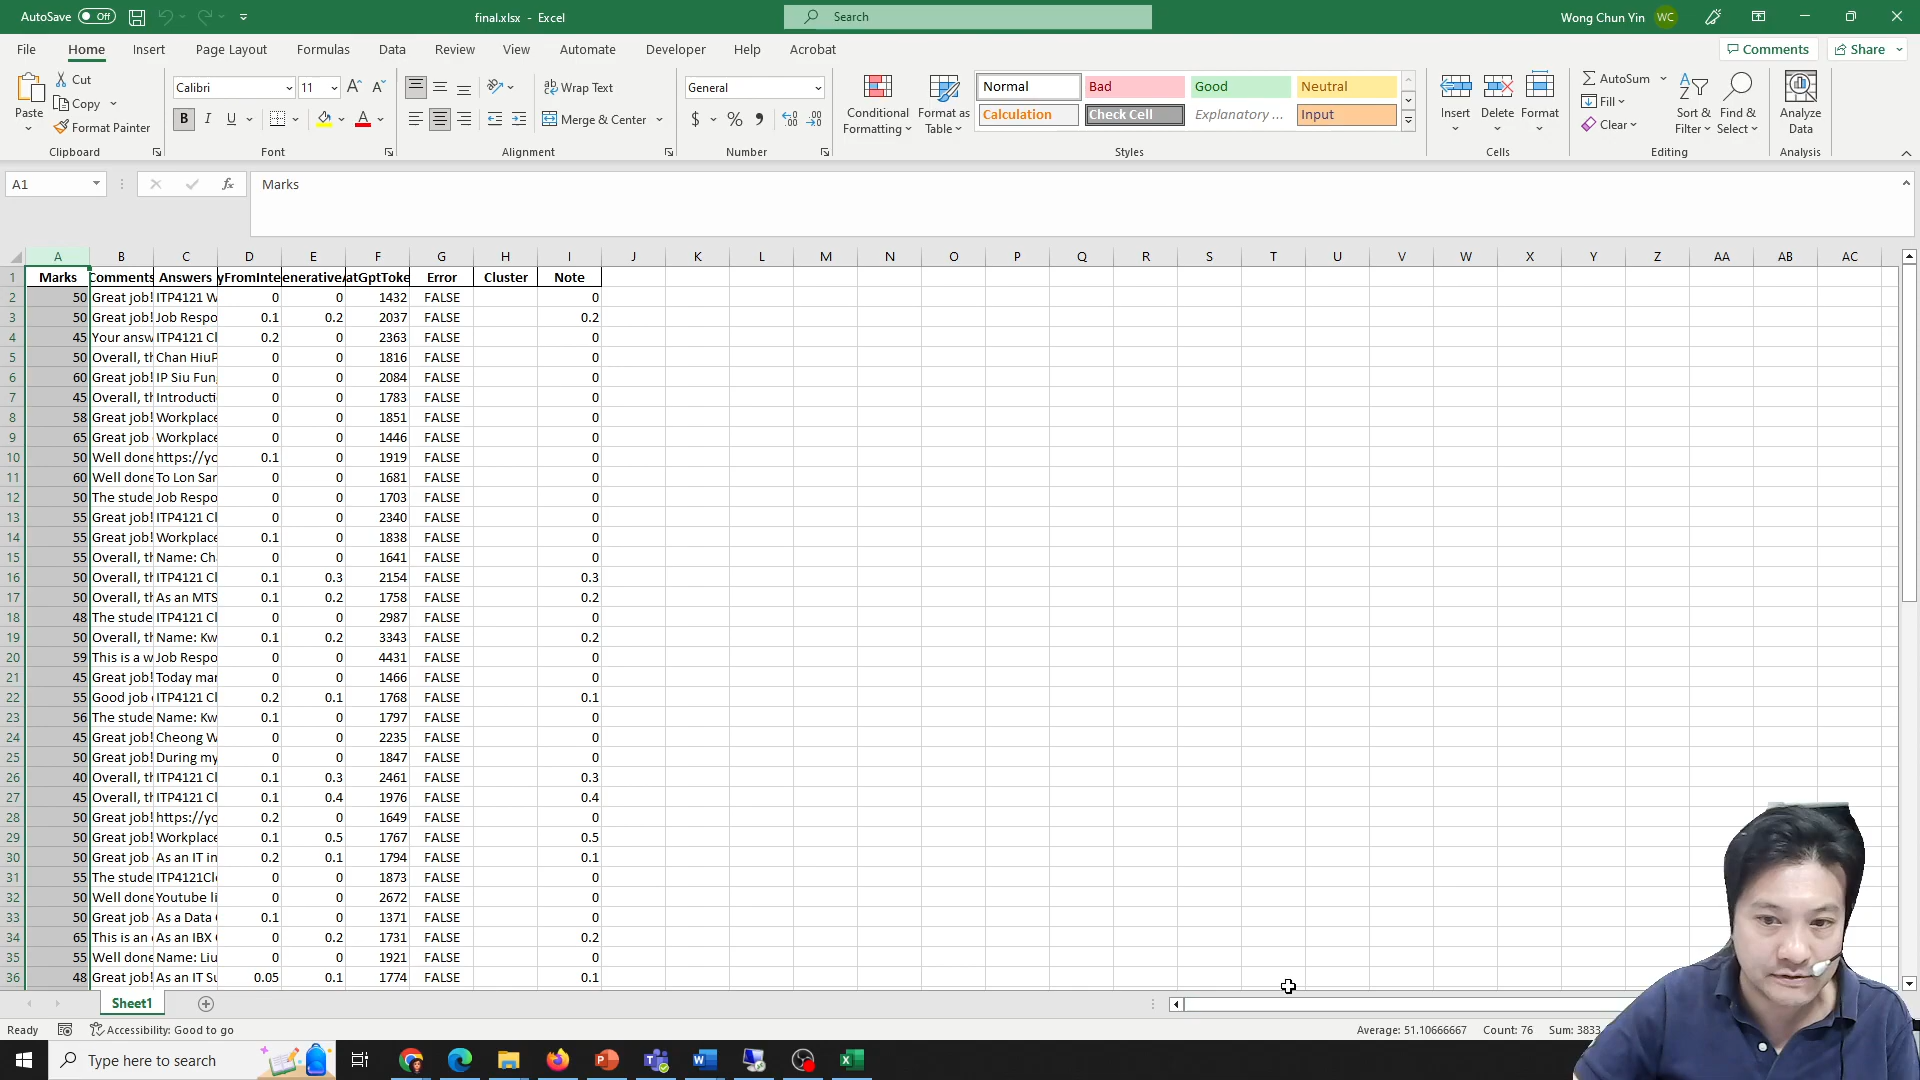 AutoSave Off final.xlsx - Excel Search Wong Chun Yin WC
File Home Insert Page Layout Formulas Data Review View Automate Developer Help Acrobat Comments Share
Paste Cut Copy Format Painter Clipboard
Calibri 11 B I U Font
Wrap Text Merge & Center Alignment
General $ % Number
Conditional Formatting Format as Table
Normal Bad Good Neutral
Calculation Check Cell Explanatory ... Input
Styles
Insert Delete Format Cells
AutoSum Fill Clear Sort & Filter Find & Select Editing
Analyze Data Analysis
A1 fx Marks
A B C D E F G H I J K L M N O P Q R S T U V W X Y Z AA AB AC
1 Marks Comments Answers yFromInte enerativeA atGptToke Error Cluster Note
2 50 Great job! ITP4121 W 0 0 1432 FALSE 0
3 50 Great job! Job Respo 0.1 0.2 2037 FALSE 0.2
4 45 Your answ ITP4121 Cl 0.2 0 2363 FALSE 0
5 50 Overall, th Chan HiuP 0 0 1816 FALSE 0
6 60 Great job! IP Siu Fun 0 0 2084 FALSE 0
7 45 Overall, th Introducti 0 0 1783 FALSE 0
8 58 Great job! Workplace 0 0 1851 FALSE 0
9 65 Great job Workplace 0 0 1446 FALSE 0
10 50 Well done https://yo 0.1 0 1919 FALSE 0
11 60 Well done To Lon San 0 0 1681 FALSE 0
12 50 The stude Job Respo 0 0 1703 FALSE 0
13 55 Great job! ITP4121 Cl 0 0 2340 FALSE 0
14 55 Great job! Workplace 0.1 0 1838 FALSE 0
15 55 Overall, th Name: Ch 0 0 1641 FALSE 0
16 50 Overall, th ITP4121 Cl 0.1 0.3 2154 FALSE 0.3
17 50 Overall, th As an MTS 0.1 0.2 1758 FALSE 0.2
18 48 The stude ITP4121 Cl 0 0 2987 FALSE 0
19 50 Overall, th Name: Kw 0.1 0.2 3343 FALSE 0.2
20 59 This is a w Job Respo 0 0 4431 FALSE 0
21 45 Great job! Today mar 0 0 1466 FALSE 0
22 55 Good job ITP4121 Cl 0.2 0.1 1768 FALSE 0.1
23 56 The stude Name: Kw 0.1 0 1797 FALSE 0
24 45 Great job! Cheong W 0 0 2235 FALSE 0
25 50 Great job! During my 0 0 1847 FALSE 0
26 40 Overall, th ITP4121 Cl 0.1 0.3 2461 FALSE 0.3
27 45 Overall, th ITP4121 Cl 0.1 0.4 1976 FALSE 0.4
28 50 Great job! https://yo 0.2 0 1649 FALSE 0
29 50 Great job! Workplace 0.1 0.5 1767 FALSE 0.5
30 50 Great job As an IT in 0.2 0.1 1794 FALSE 0.1
31 55 The stude ITP4121Clo 0 0 1873 FALSE 0
32 50 Well done Youtube li 0 0 2672 FALSE 0
33 50 Great job As a Data 0.1 0 1371 FALSE 0
34 65 This is an As an IBX 0 0.2 1731 FALSE 0.2
35 55 Well done Name: Liu 0 0 1921 FALSE 0
36 48 Great job! As an IT Su 0.05 0.1 1774 FALSE 0.1
Sheet1
Ready Accessibility: Good to go Average: 51.10666667 Count: 76 Sum: 3833
Type here to search